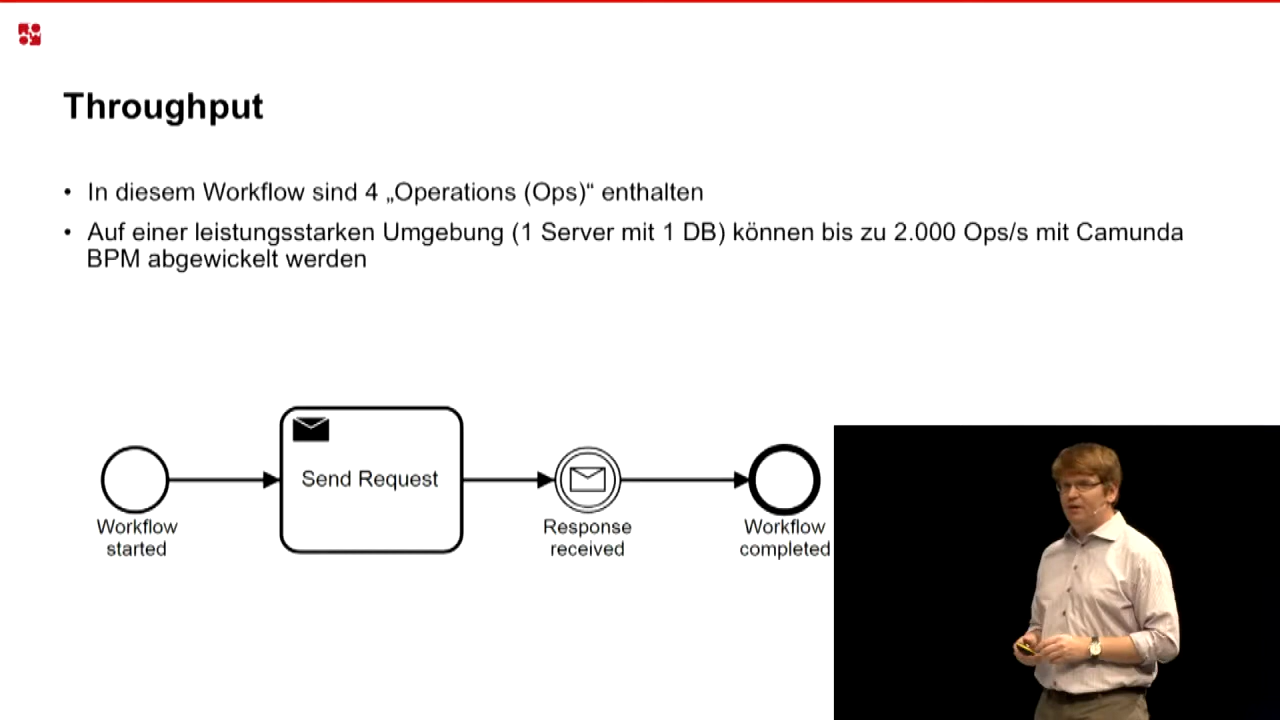 Throughput
• In diesem Workflow sind 4 „Operations (Ops)“ enthalten
• Auf einer leistungsstarken Umgebung (1 Server mit 1 DB) können bis zu 2.000 Ops/s mit Camunda
BPM abgewickelt werden
Send Request
Workflow
started
Response
received
Workflow
completed